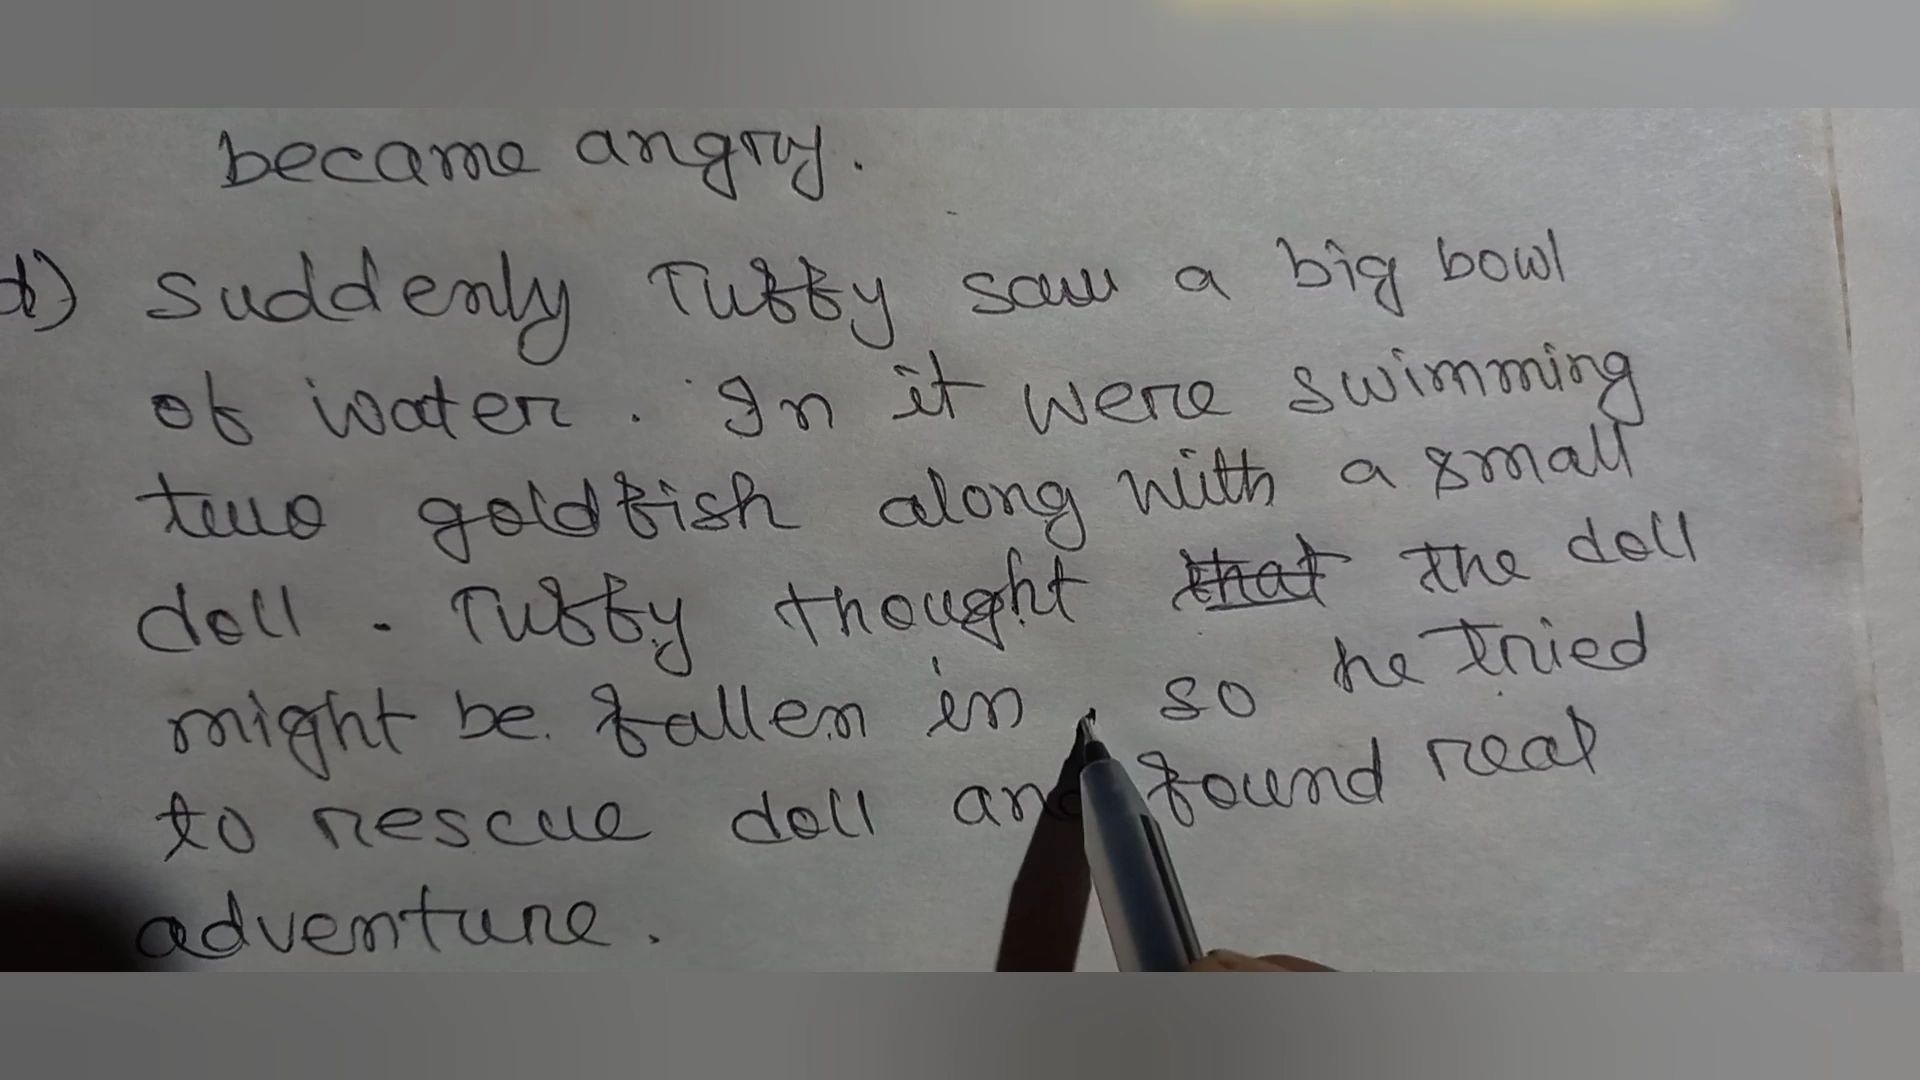 became angry.
d) Suddenly Tuffy saw a big bowl
of water. In it were swimming
two goldfish along with a small
doll. Tuffy thought that the doll
might be fallen in, so he tried
to rescue doll and found real
adventure.